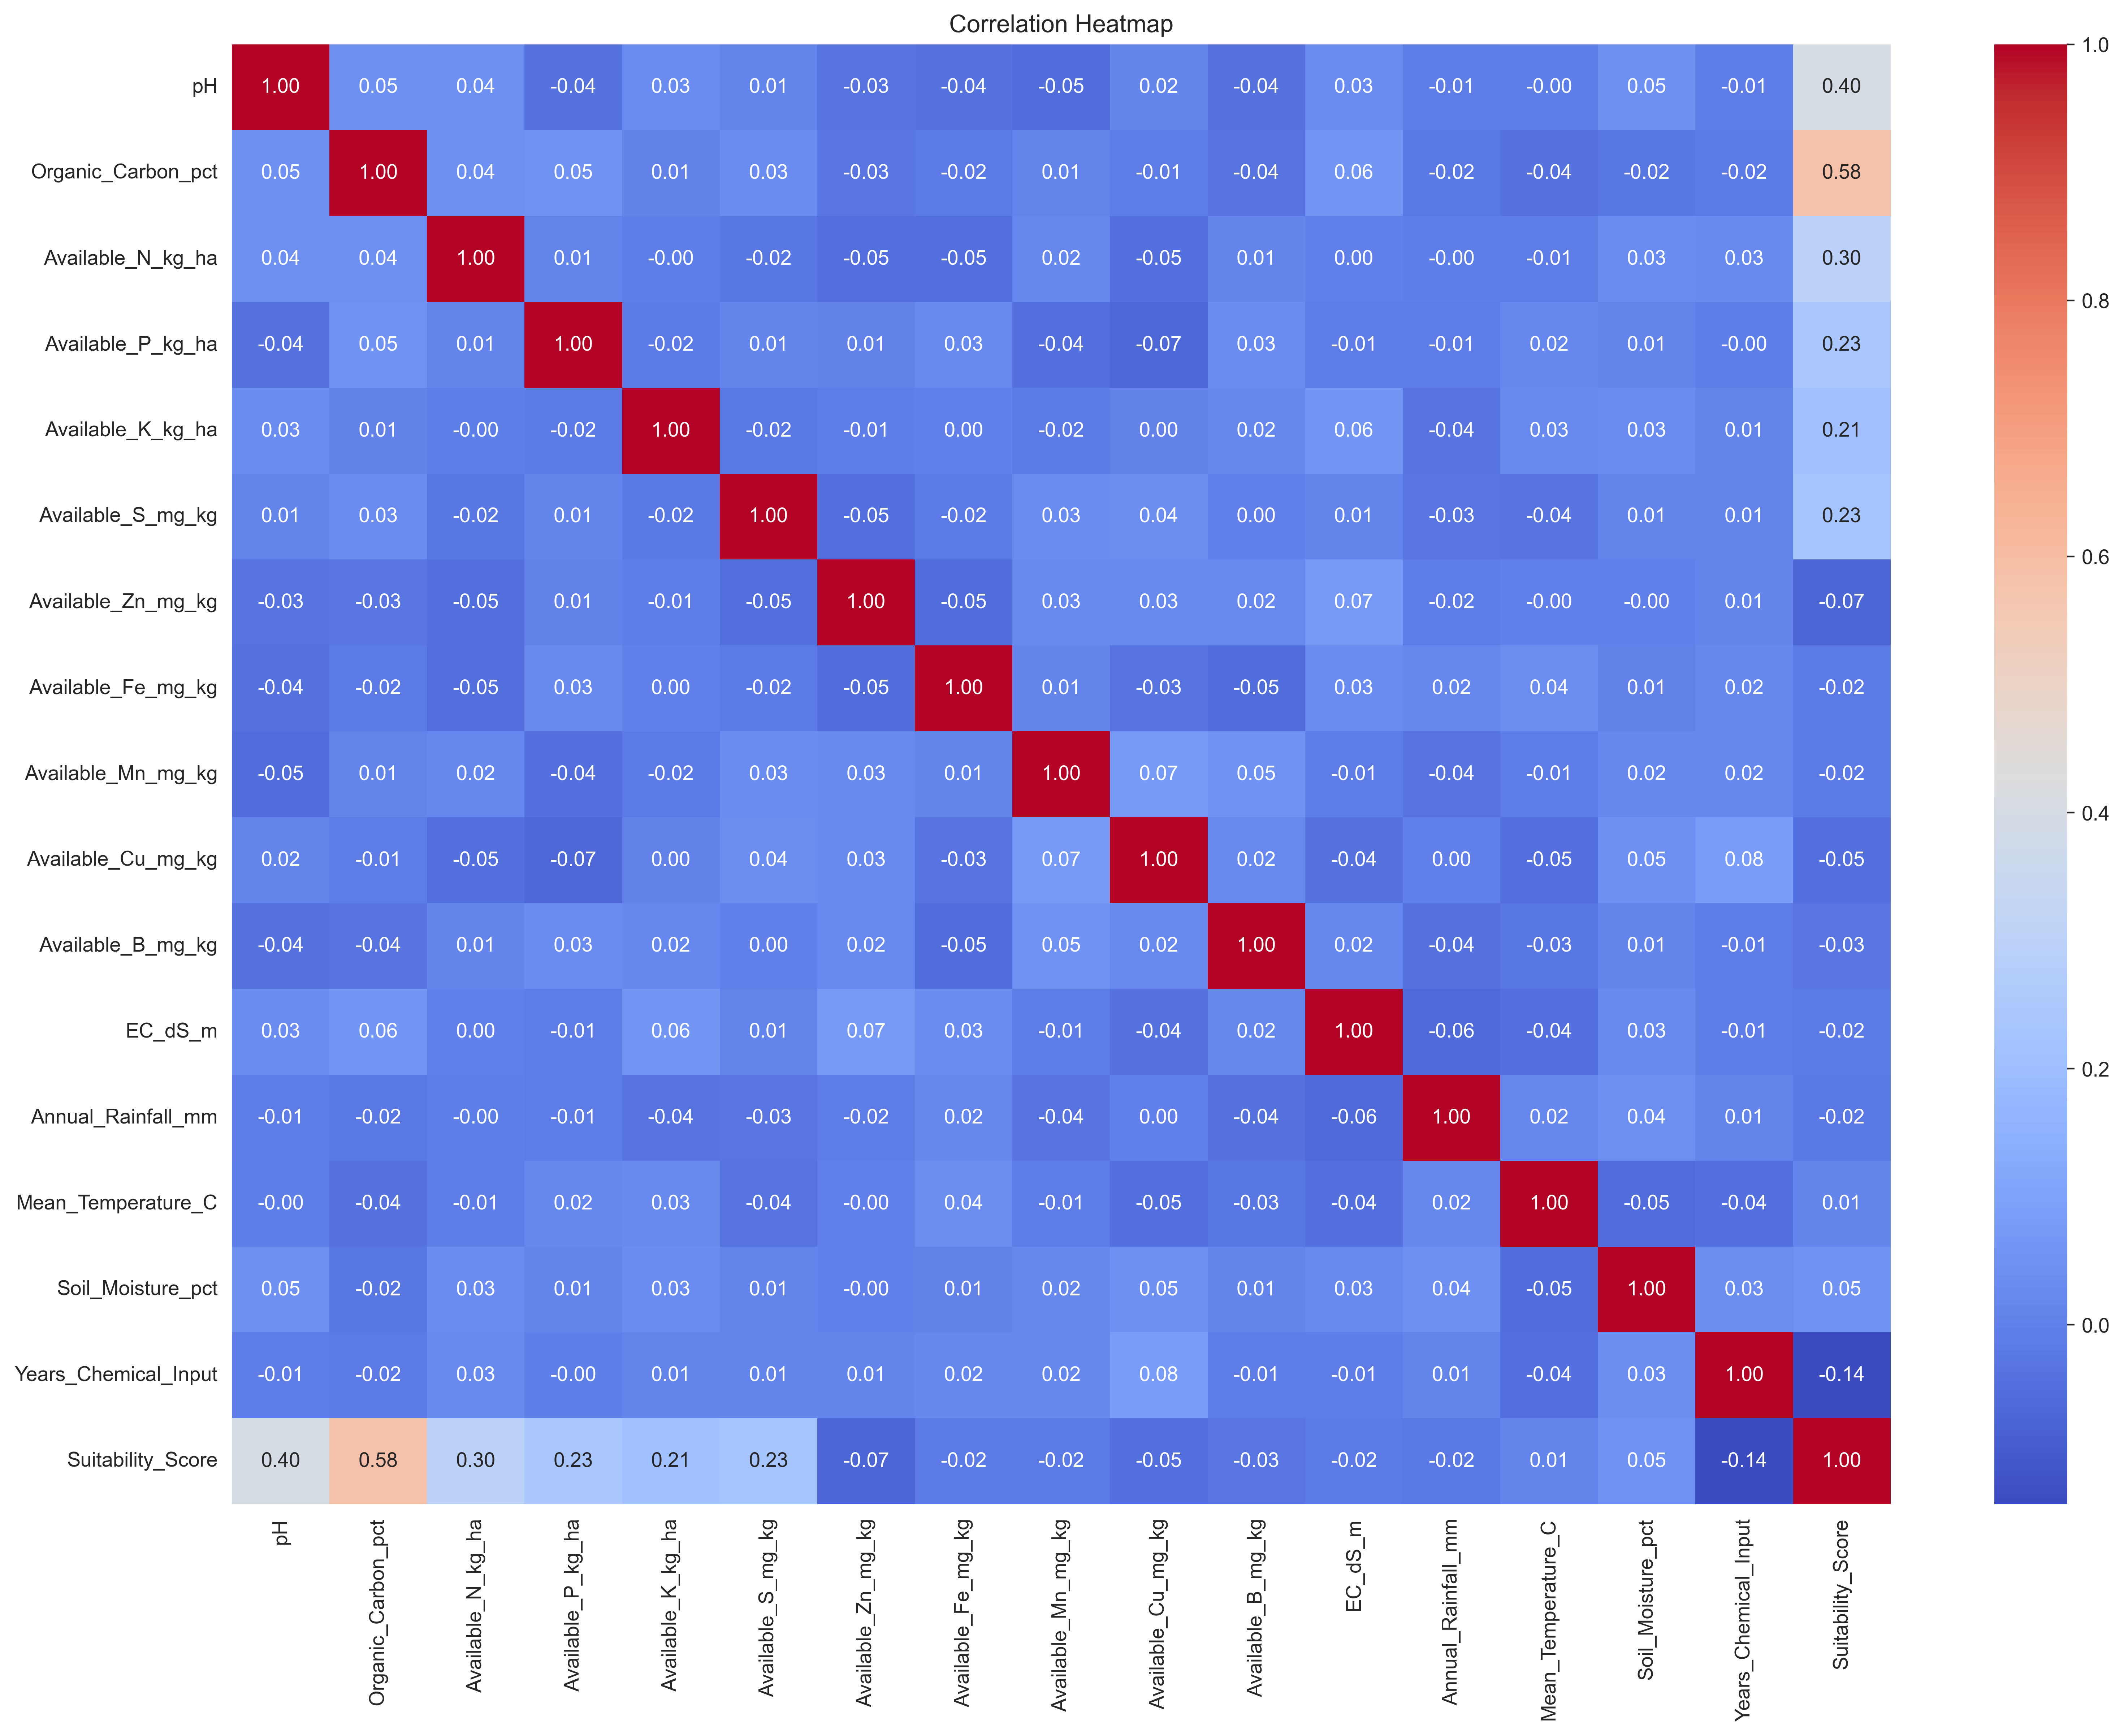 Correlation Heatmap
pH 1.00 0.05 0.04 -0.04 0.03 0.01 -0.03 -0.04 -0.05 0.02 -0.04 0.03 -0.01 -0.00 0.05 -0.01 0.40
Organic_Carbon_pct 0.05 1.00 0.04 0.05 0.01 0.03 -0.03 -0.02 0.01 -0.01 -0.04 0.06 -0.02 -0.04 -0.02 -0.02 0.58
Available_N_kg_ha 0.04 0.04 1.00 0.01 -0.00 -0.02 -0.05 -0.05 0.02 -0.05 0.01 0.00 -0.00 -0.01 0.03 0.03 0.30
Available_P_kg_ha -0.04 0.05 0.01 1.00 -0.02 0.01 0.01 0.03 -0.04 -0.07 0.03 -0.01 -0.01 0.02 0.01 -0.00 0.23
Available_K_kg_ha 0.03 0.01 -0.00 -0.02 1.00 -0.02 -0.01 0.00 -0.02 0.00 0.02 0.06 -0.04 0.03 0.03 0.01 0.21
Available_S_mg_kg 0.01 0.03 -0.02 0.01 -0.02 1.00 -0.05 -0.02 0.03 0.04 0.00 0.01 -0.03 -0.04 0.01 0.01 0.23
Available_Zn_mg_kg -0.03 -0.03 -0.05 0.01 -0.01 -0.05 1.00 -0.05 0.03 0.03 0.02 0.07 -0.02 -0.00 -0.00 0.01 -0.07
Available_Fe_mg_kg -0.04 -0.02 -0.05 0.03 0.00 -0.02 -0.05 1.00 0.01 -0.03 -0.05 0.03 0.02 0.04 0.01 0.02 -0.02
Available_Mn_mg_kg -0.05 0.01 0.02 -0.04 -0.02 0.03 0.03 0.01 1.00 0.07 0.05 -0.01 -0.04 -0.01 0.02 0.02 -0.02
Available_Cu_mg_kg 0.02 -0.01 -0.05 -0.07 0.00 0.04 0.03 -0.03 0.07 1.00 0.02 -0.04 0.00 -0.05 0.05 0.08 -0.05
Available_B_mg_kg -0.04 -0.04 0.01 0.03 0.02 0.00 0.02 -0.05 0.05 0.02 1.00 0.02 -0.04 -0.03 0.01 -0.01 -0.03
EC_dS_m 0.03 0.06 0.00 -0.01 0.06 0.01 0.07 0.03 -0.01 -0.04 0.02 1.00 -0.06 -0.04 0.03 -0.01 -0.02
Annual_Rainfall_mm -0.01 -0.02 -0.00 -0.01 -0.04 -0.03 -0.02 0.02 -0.04 0.00 -0.04 -0.06 1.00 0.02 0.04 0.01 -0.02
Mean_Temperature_C -0.00 -0.04 -0.01 0.02 0.03 -0.04 -0.00 0.04 -0.01 -0.05 -0.03 -0.04 0.02 1.00 -0.05 -0.04 0.01
Soil_Moisture_pct 0.05 -0.02 0.03 0.01 0.03 0.01 -0.00 0.01 0.02 0.05 0.01 0.03 0.04 -0.05 1.00 0.03 0.05
Years_Chemical_Input -0.01 -0.02 0.03 -0.00 0.01 0.01 0.01 0.02 0.02 0.08 -0.01 -0.01 0.01 -0.04 0.03 1.00 -0.14
Suitability_Score 0.40 0.58 0.30 0.23 0.21 0.23 -0.07 -0.02 -0.02 -0.05 -0.03 -0.02 -0.02 0.01 0.05 -0.14 1.00
pH
Organic_Carbon_pct
Available_N_kg_ha
Available_P_kg_ha
Available_K_kg_ha
Available_S_mg_kg
Available_Zn_mg_kg
Available_Fe_mg_kg
Available_Mn_mg_kg
Available_Cu_mg_kg
Available_B_mg_kg
EC_dS_m
Annual_Rainfall_mm
Mean_Temperature_C
Soil_Moisture_pct
Years_Chemical_Input
Suitability_Score
1.0
0.8
0.6
0.4
0.2
0.0